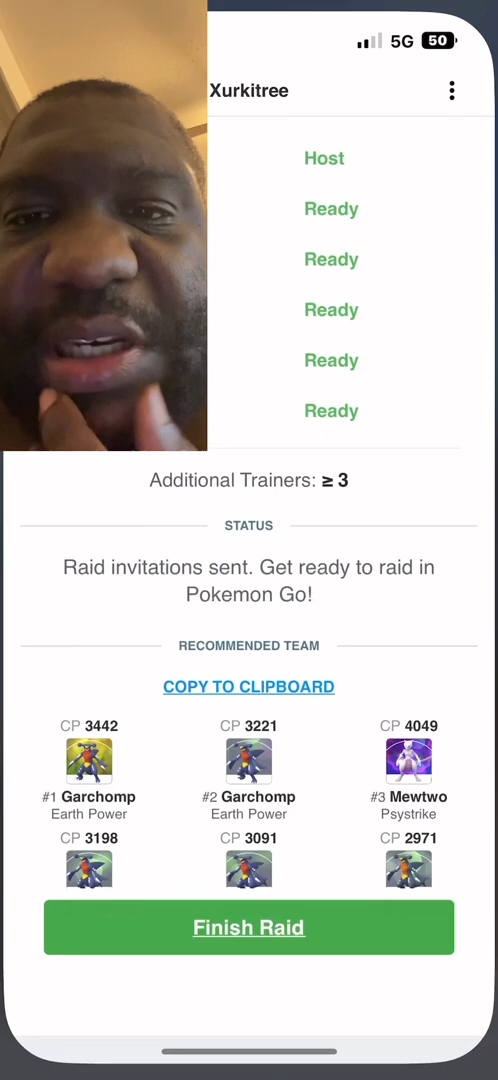 5G 50
Xurkitree
Host
Ready
Ready
Ready
Ready
Ready
Additional Trainers: ≥ 3
STATUS
Raid invitations sent. Get ready to raid in
Pokemon Go!
RECOMMENDED TEAM
COPY TO CLIPBOARD
CP 3442 CP 3221 CP 4049
#1 Garchomp #2 Garchomp #3 Mewtwo
Earth Power Earth Power Psystrike
CP 3198 CP 3091 CP 2971
Finish Raid